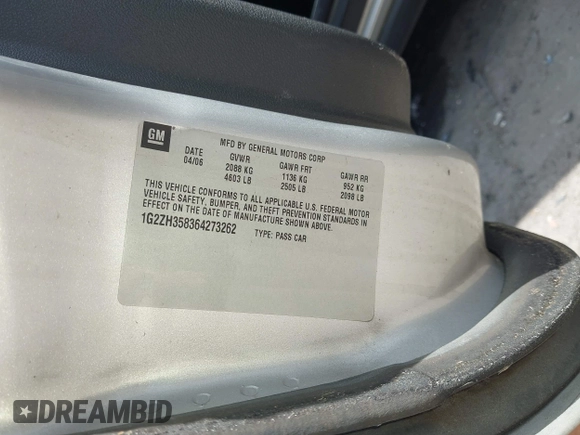 GM
MFD BY GENERAL MOTORS CORP
DATE GVWR GAWR FRT GAWR RR
04/06 2088 KG 1136 KG 952 KG
4603 LB 2505 LB 2098 LB
THIS VEHICLE CONFORMS TO ALL APPLICABLE U.S. FEDERAL MOTOR
VEHICLE SAFETY, BUMPER, AND THEFT PREVENTION STANDARDS IN
EFFECT ON THE DATE OF MANUFACTURE SHOWN ABOVE.
1G2ZH358364273262 TYPE: PASS CAR
DREAMBID